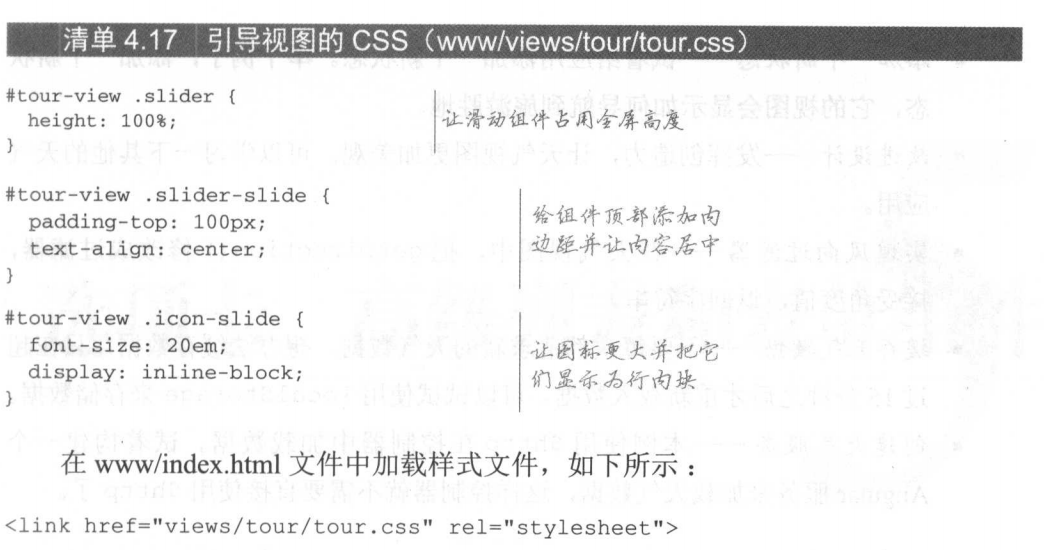 清单 4.17 引导视图的 CSS（www/views/tour/tour.css）
#tour-view .slider {
height: 100%;
}
让滑动组件占用全屏高度
#tour-view .slider-slide {
padding-top: 100px;
text-align: center;
}
给组件顶部添加内
边距并让内容居中
#tour-view .icon-slide {
font-size:20em;
display: inline-block;
}
让图标更大并把它
们显示为行内块
在 www/index.html 文件中加载样式文件，如下所示：
<link href="views/tour/tour.css" rel="stylesheet">